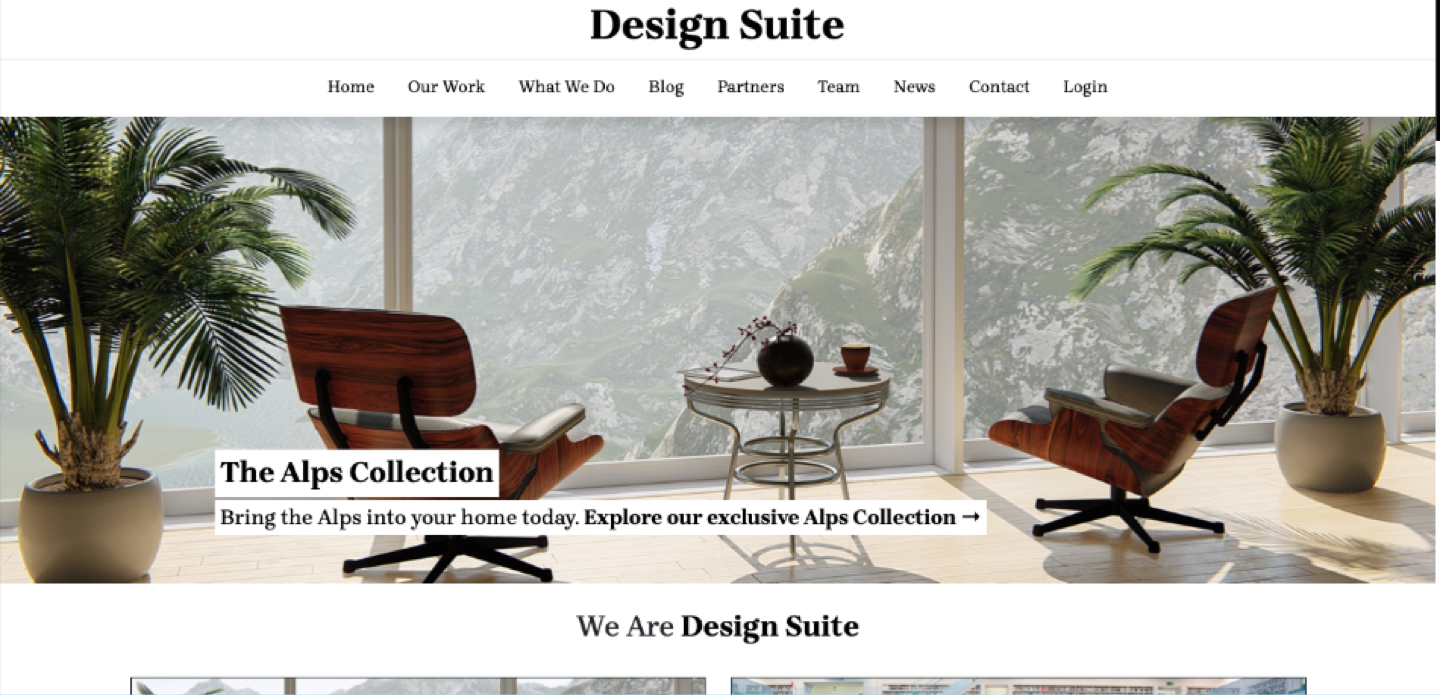 Design Suite
Home Our Work What We Do Blog Partners Team News Contact Login
The Alps Collection
Bring the Alps into your home today. Explore our exclusive Alps Collection →
We Are Design Suite